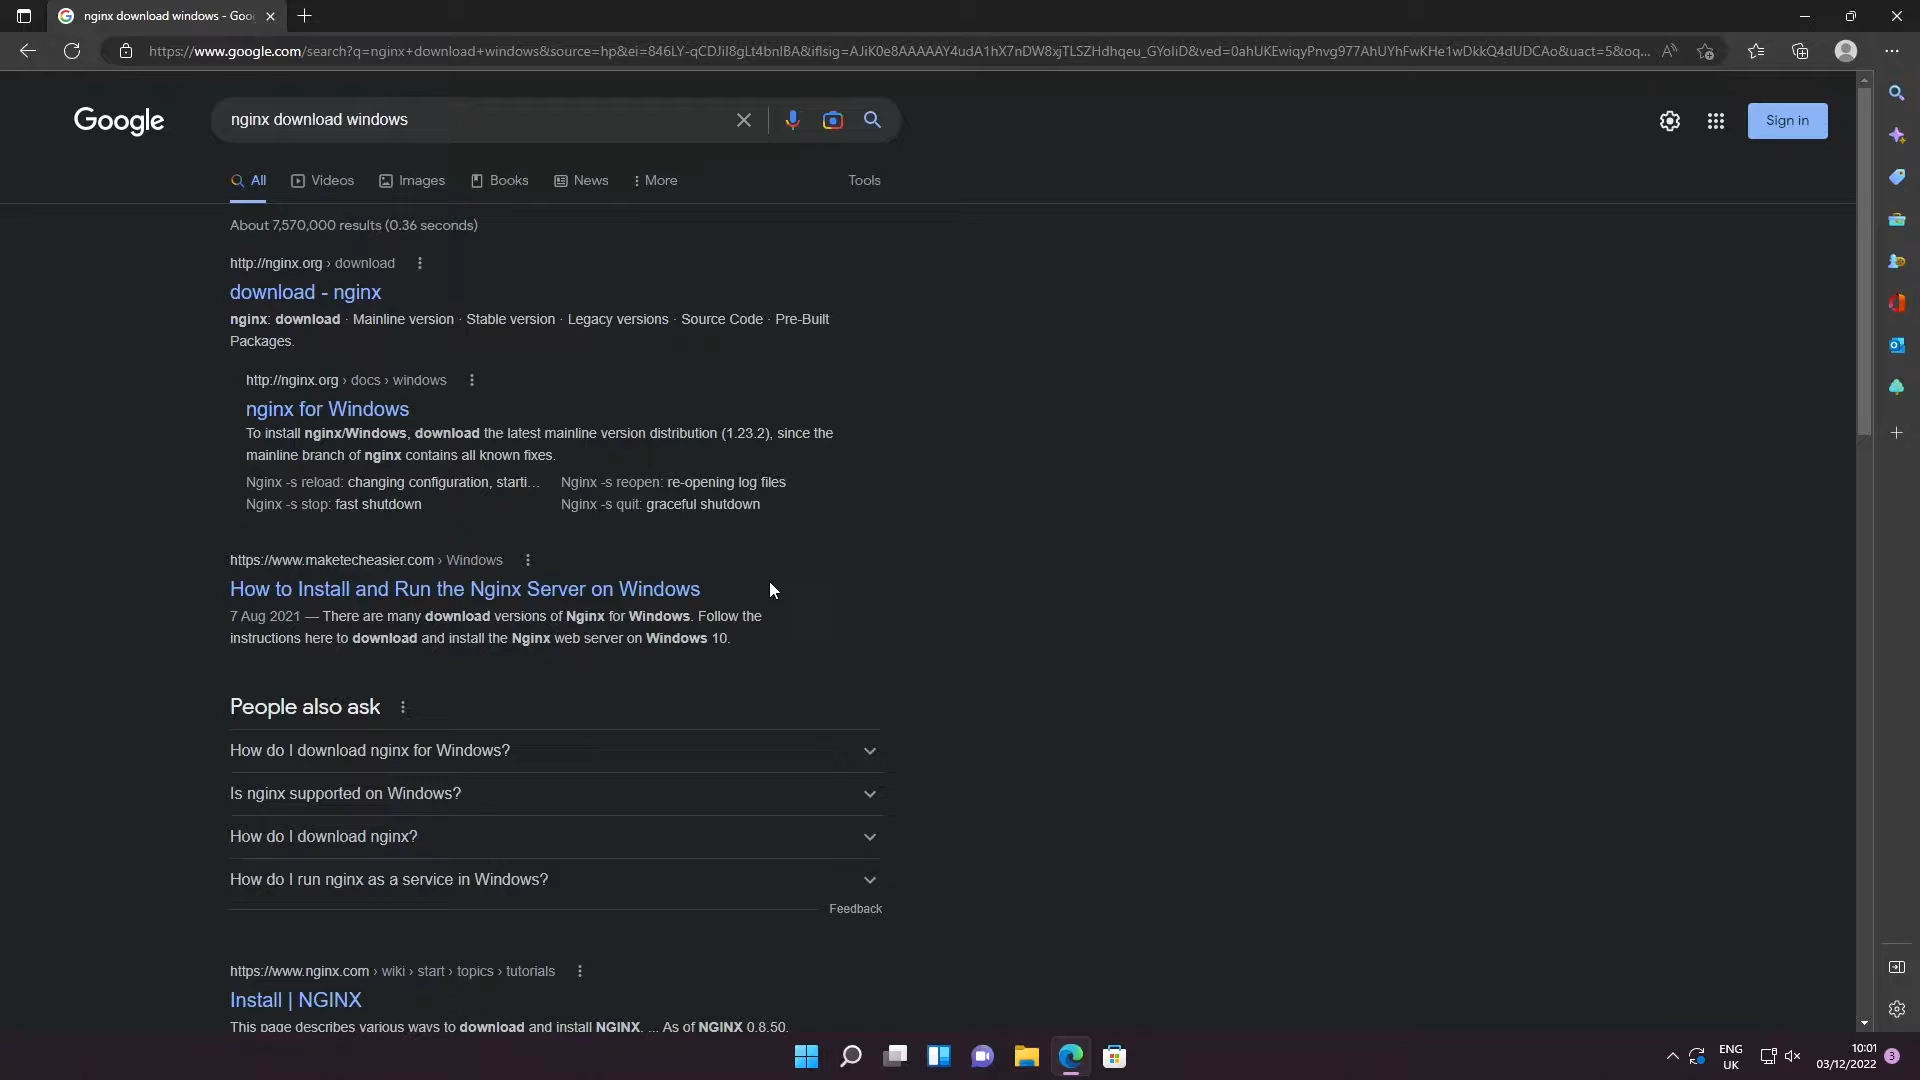 nginx download windows - Goo
https://www.google.com/search?q=nginx+download+windows&source=hp&ei=846LY-qCDJiI8gLt4bnIBA&iflsig=AJiK0e8AAAAAY4udA1hX7nDW8xjTLSZHdhqeu_GYoIiD&ved=0ahUKEwiqyPnvg977AhUYhFwKHe1wDkkQ4dUDCAo&uact=5&oq...
Google
nginx download windows
Sign in
All Videos Images Books News More Tools
About 7,570,000 results (0.36 seconds)
http://nginx.org › download
download - nginx
nginx: download · Mainline version · Stable version · Legacy versions · Source Code · Pre-Built
Packages.
http://nginx.org › docs › windows
nginx for Windows
To install nginx/Windows, download the latest mainline version distribution (1.23.2), since the
mainline branch of nginx contains all known fixes.
Nginx -s reload: changing configuration, starti... Nginx -s reopen: re-opening log files
Nginx -s stop: fast shutdown Nginx -s quit: graceful shutdown
https://www.maketecheasier.com › Windows
How to Install and Run the Nginx Server on Windows
7 Aug 2021 — There are many download versions of Nginx for Windows. Follow the
instructions here to download and install the Nginx web server on Windows 10.
People also ask
How do I download nginx for Windows?
Is nginx supported on Windows?
How do I download nginx?
How do I run nginx as a service in Windows?
Feedback
https://www.nginx.com › wiki › start › topics › tutorials
Install | NGINX
This page describes various ways to download and install NGINX. ... As of NGINX 0.8.50.
ENG
UK
10:01
03/12/2022
3